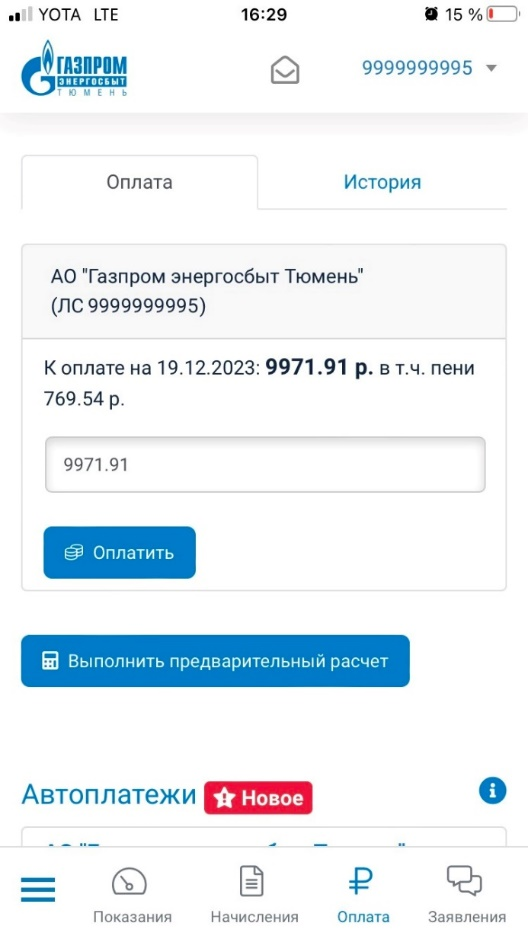 YOTA LTE 16:29 15 %
ГАЗПРОМ
ЭНЕРГОСБЫТ
ТЮМЕНЬ
9999999995
Оплата История
АО "Газпром энергосбыт Тюмень"
(ЛС 9999999995)
К оплате на 19.12.2023: 9971.91 р. в т.ч. пени
769.54 р.
9971.91
Оплатить
Выполнить предварительный расчет
Автоплатежи Новое
Показания Начисления Оплата Заявления